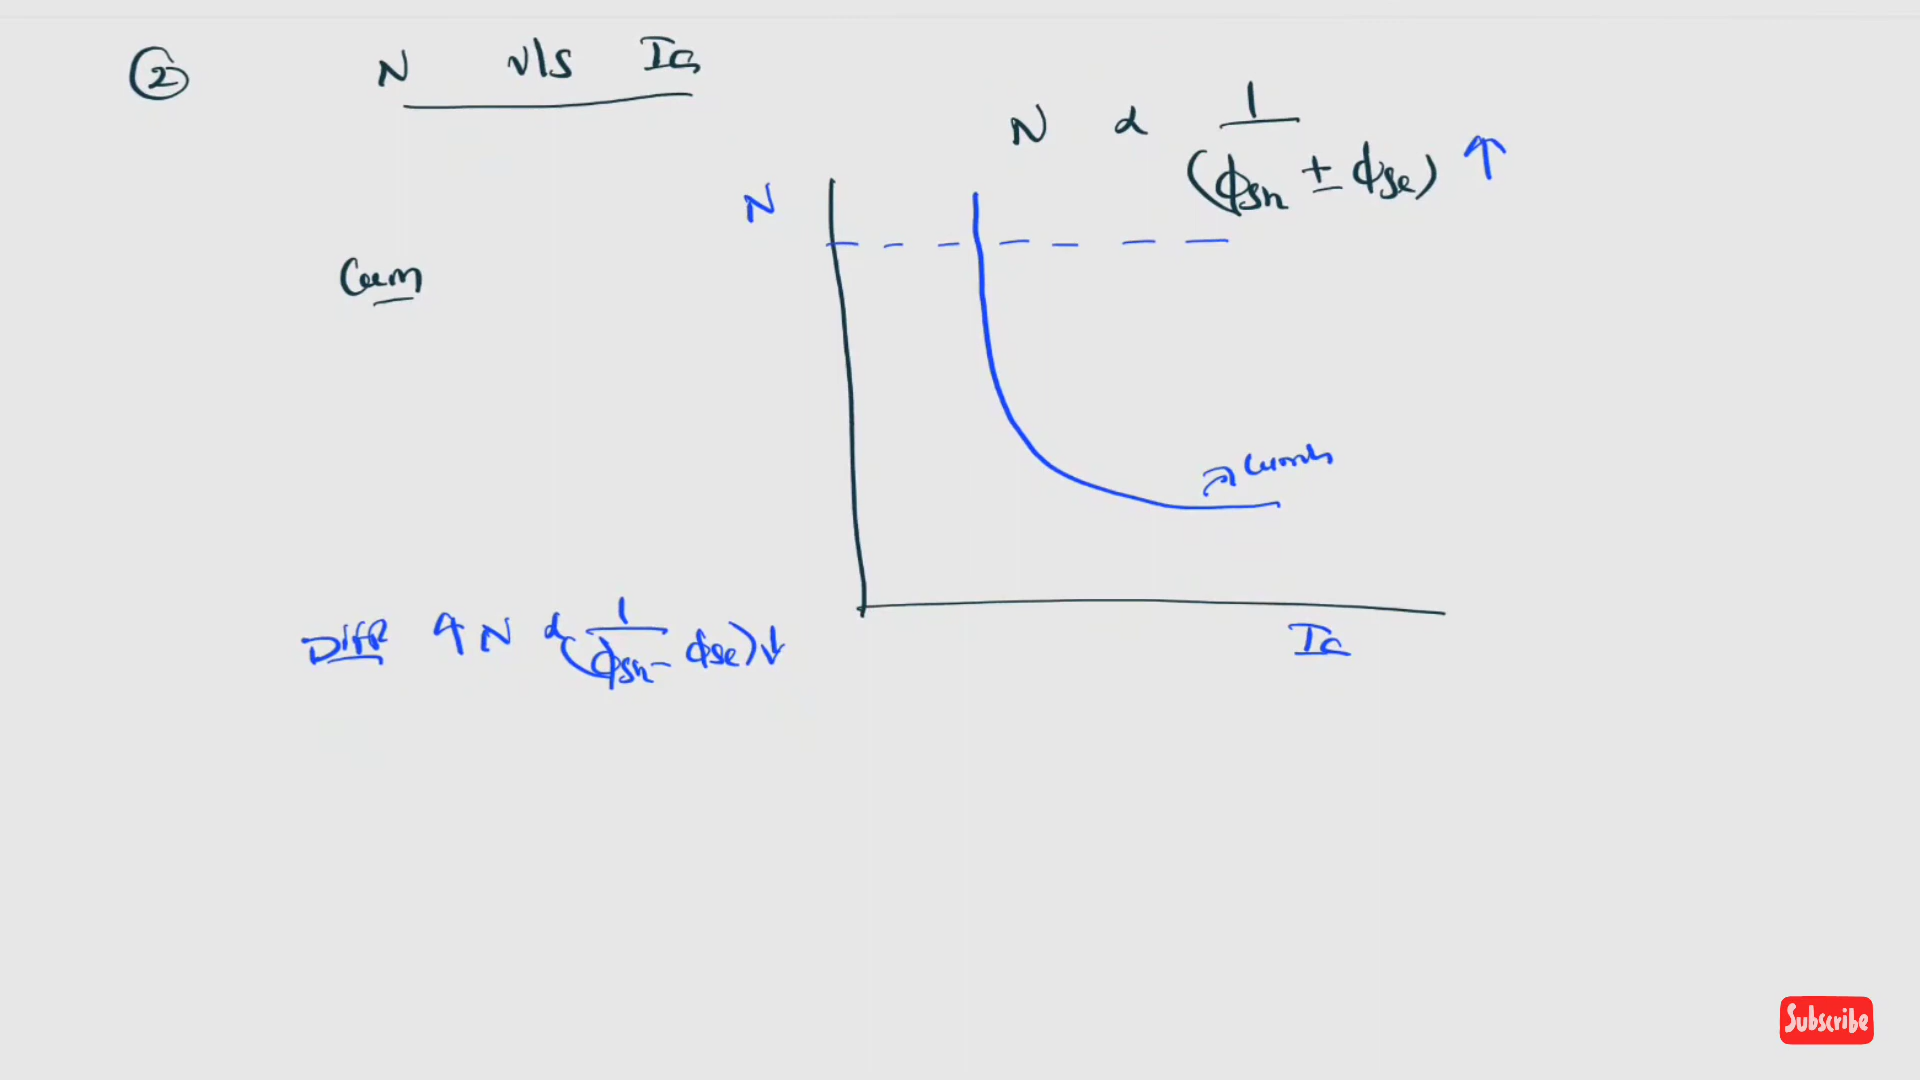 ② N v|s Ia
N ∝ 1/(ϕsh ± ϕse) ↑
N
Cum
Diff ↑ N ∝ 1/(ϕsh - ϕse) ↓
Ia
Subscribe